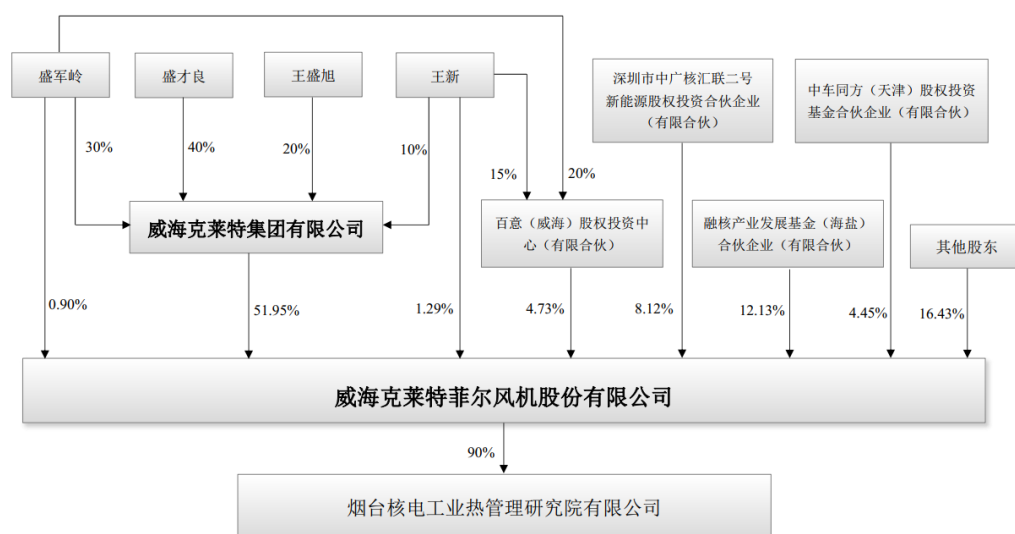 盛军岭
盛才良
王盛旭
王新
深圳市中广核汇联二号
新能源股权投资合伙企业
（有限合伙）
中车同方（天津）股权投资
基金合伙企业（有限合伙）
30%
40%
20%
10%
15%
20%
威海克莱特集团有限公司
百意（威海）股权投资中
心（有限合伙）
融核产业发展基金（海盐）
合伙企业（有限合伙）
其他股东
0.90%
51.95%
1.29%
4.73%
8.12%
12.13%
4.45%
16.43%
威海克莱特菲尔风机股份有限公司
90%
烟台核电工业热管理研究院有限公司